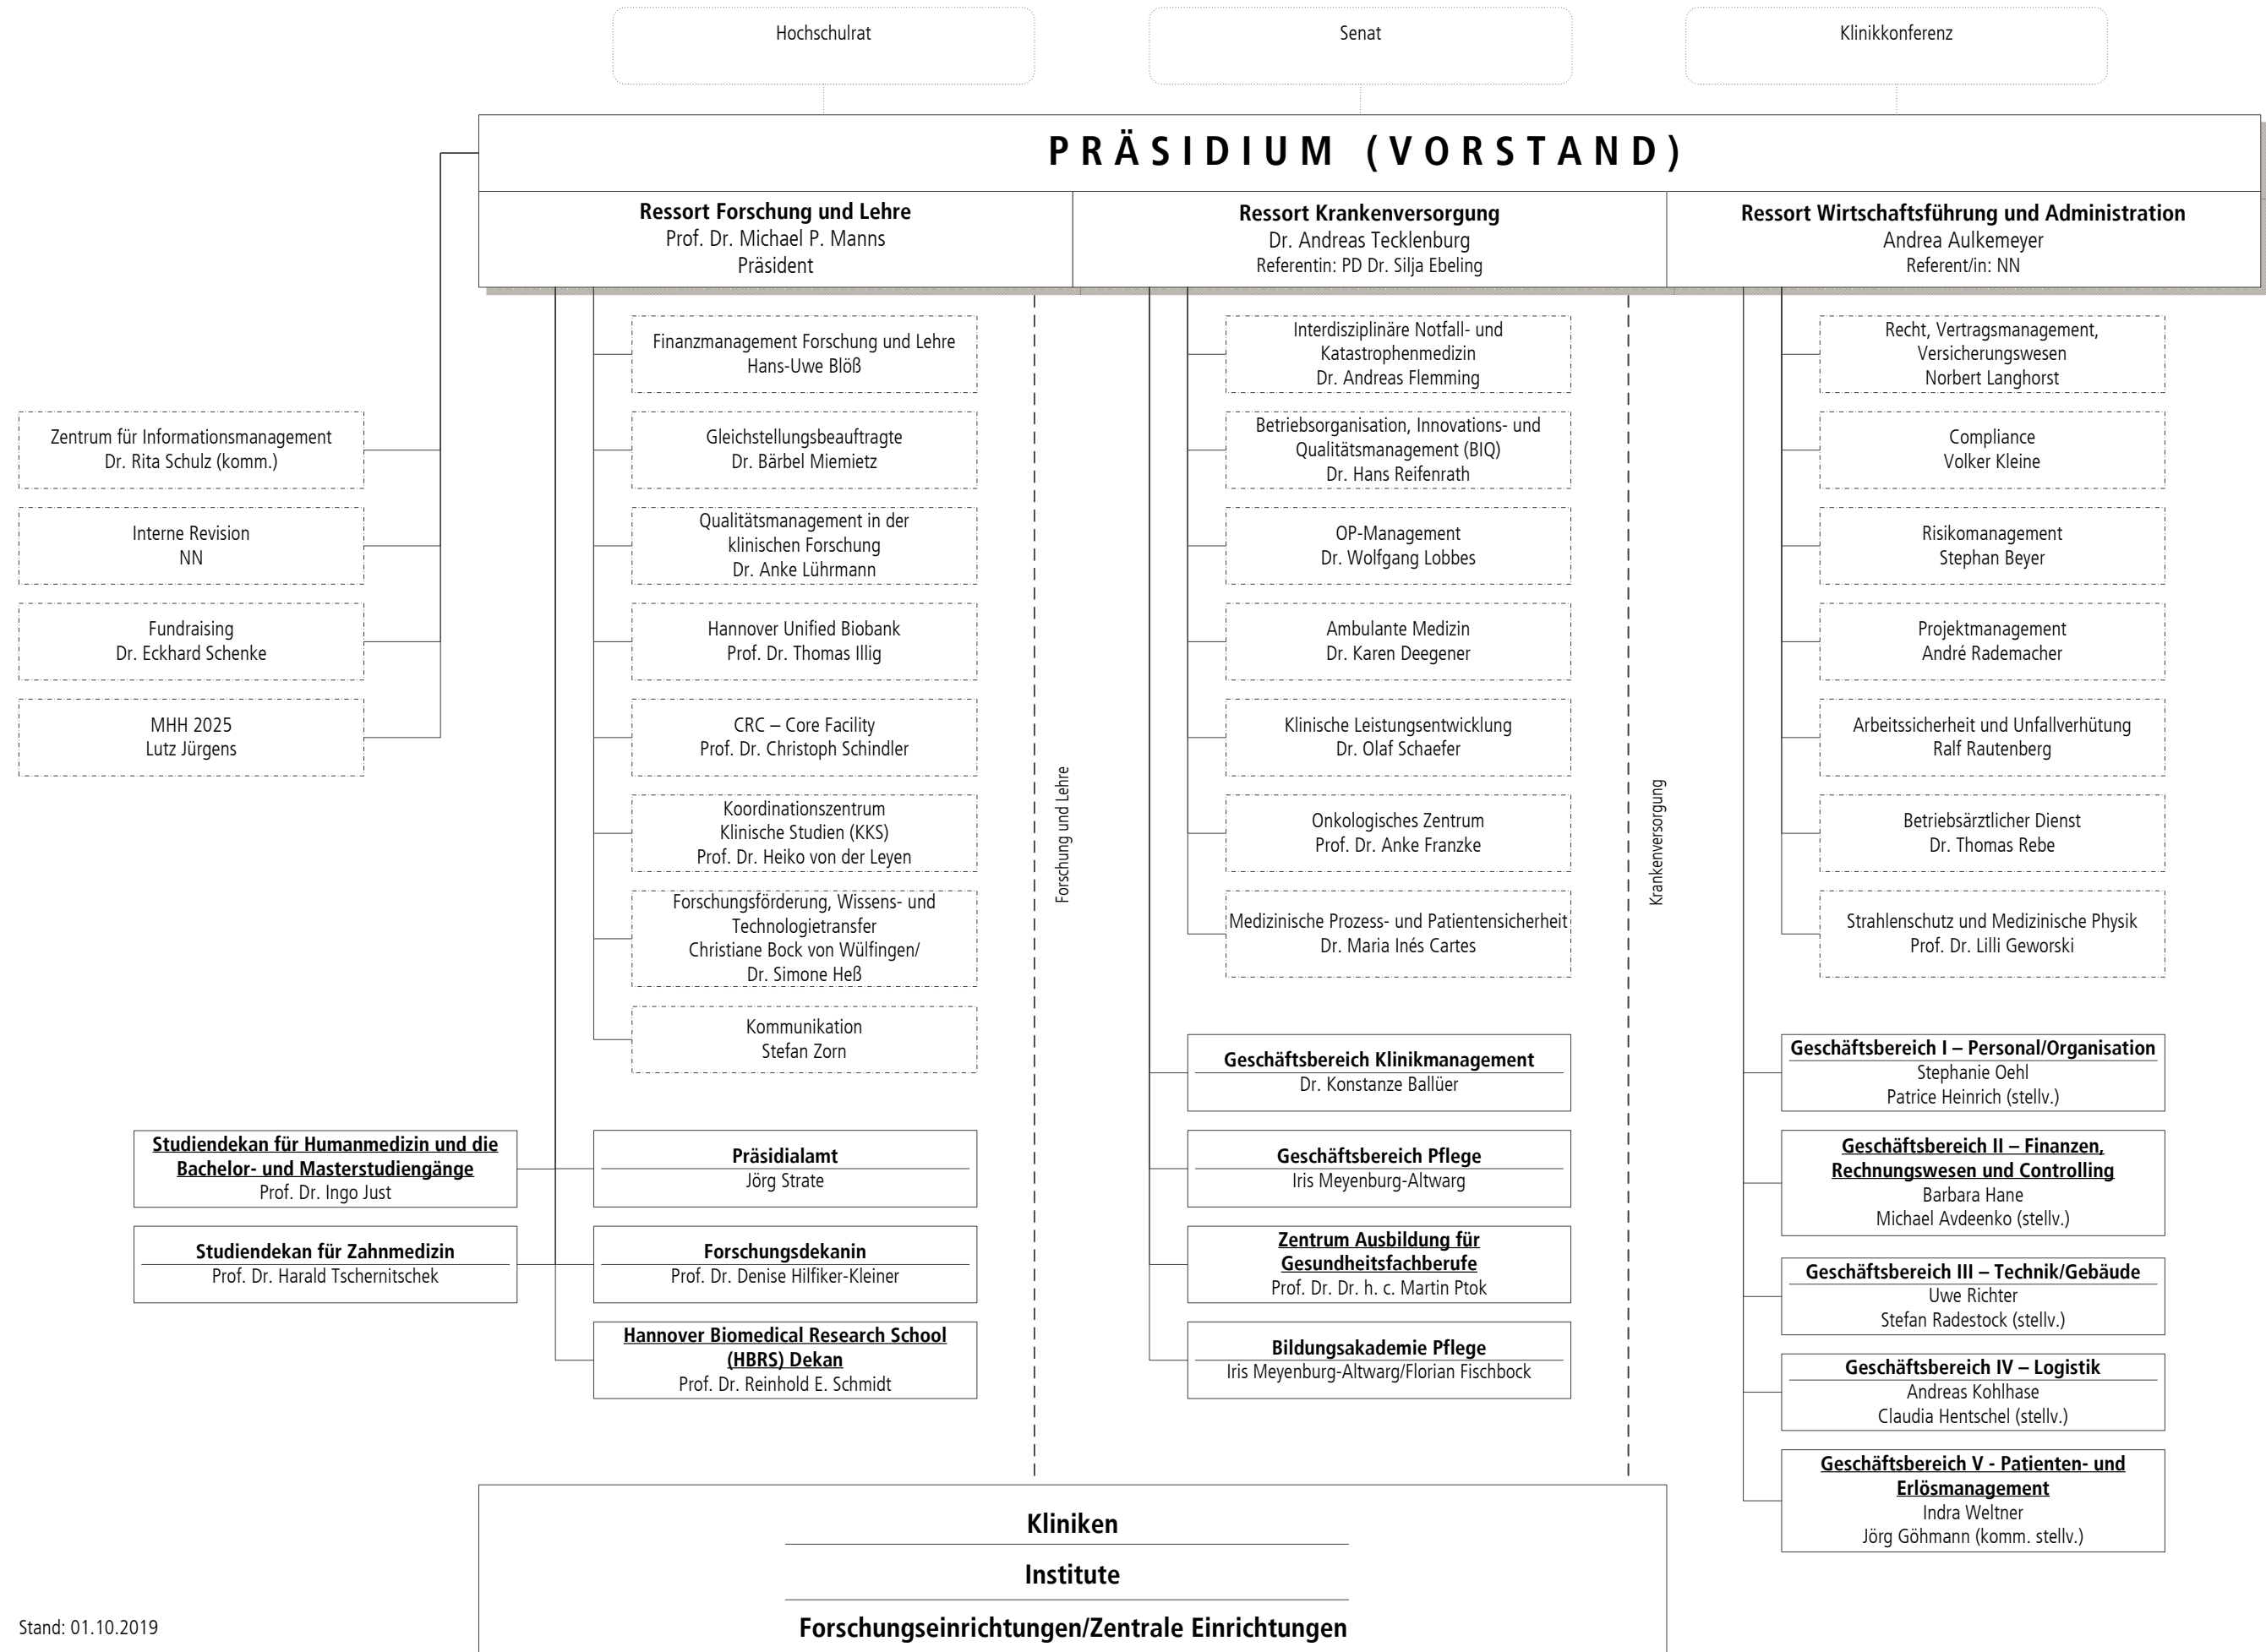 Hochschulrat
Senat
Klinikkonferenz
PRÄSIDIUM (VORSTAND)
Ressort Forschung und Lehre
Prof. Dr. Michael P. Manns
Präsident
Ressort Krankenversorgung
Dr. Andreas Tecklenburg
Referentin: PD Dr. Silja Ebeling
Ressort Wirtschaftsführung und Administration
Andrea Aulkemeyer
Referent/in: NN
Zentrum für Informationsmanagement
Dr. Rita Schulz (komm.)
Interne Revision
NN
Fundraising
Dr. Eckhard Schenke
MHH 2025
Lutz Jürgens
Finanzmanagement Forschung und Lehre
Hans-Uwe Blöß
Gleichstellungsbeauftragte
Dr. Bärbel Miemietz
Qualitätsmanagement in der
klinischen Forschung
Dr. Anke Lührmann
Hannover Unified Biobank
Prof. Dr. Thomas Illig
CRC – Core Facility
Prof. Dr. Christoph Schindler
Koordinationszentrum
Klinische Studien (KKS)
Prof. Dr. Heiko von der Leyen
Forschungsförderung, Wissens- und
Technologietransfer
Christiane Bock von Wülfingen/
Dr. Simone Heß
Kommunikation
Stefan Zorn
Studiendekan für Humanmedizin und die
Bachelor- und Masterstudiengänge
Prof. Dr. Ingo Just
Studiendekan für Zahnmedizin
Prof. Dr. Harald Tschernitschek
Präsidialamt
Jörg Strate
Forschungsdekanin
Prof. Dr. Denise Hilfiker-Kleiner
Hannover Biomedical Research School
(HBRS) Dekan
Prof. Dr. Reinhold E. Schmidt
Forschung und Lehre
Interdisziplinäre Notfall- und
Katastrophenmedizin
Dr. Andreas Flemming
Betriebsorganisation, Innovations- und
Qualitätsmanagement (BIQ)
Dr. Hans Reifenrath
OP-Management
Dr. Wolfgang Lobbes
Ambulante Medizin
Dr. Karen Deegener
Klinische Leistungsentwicklung
Dr. Olaf Schaefer
Onkologisches Zentrum
Prof. Dr. Anke Franzke
Medizinische Prozess- und Patientensicherheit
Dr. Maria Inés Cartes
Geschäftsbereich Klinikmanagement
Dr. Konstanze Ballüer
Geschäftsbereich Pflege
Iris Meyenburg-Altwarg
Zentrum Ausbildung für
Gesundheitsfachberufe
Prof. Dr. Dr. h. c. Martin Ptok
Bildungsakademie Pflege
Iris Meyenburg-Altwarg/Florian Fischbock
Krankenversorgung
Recht, Vertragsmanagement,
Versicherungswesen
Norbert Langhorst
Compliance
Volker Kleine
Risikomanagement
Stephan Beyer
Projektmanagement
André Rademacher
Arbeitssicherheit und Unfallverhütung
Ralf Rautenberg
Betriebsärztlicher Dienst
Dr. Thomas Rebe
Strahlenschutz und Medizinische Physik
Prof. Dr. Lilli Geworski
Geschäftsbereich I – Personal/Organisation
Stephanie Oehl
Patrice Heinrich (stellv.)
Geschäftsbereich II – Finanzen,
Rechnungswesen und Controlling
Barbara Hane
Michael Avdeenko (stellv.)
Geschäftsbereich III – Technik/Gebäude
Uwe Richter
Stefan Radestock (stellv.)
Geschäftsbereich IV – Logistik
Andreas Kohlhase
Claudia Hentschel (stellv.)
Geschäftsbereich V - Patienten- und
Erlösmanagement
Indra Weltner
Jörg Göhmann (komm. stellv.)
Kliniken
Institute
Forschungseinrichtungen/Zentrale Einrichtungen
Stand: 01.10.2019